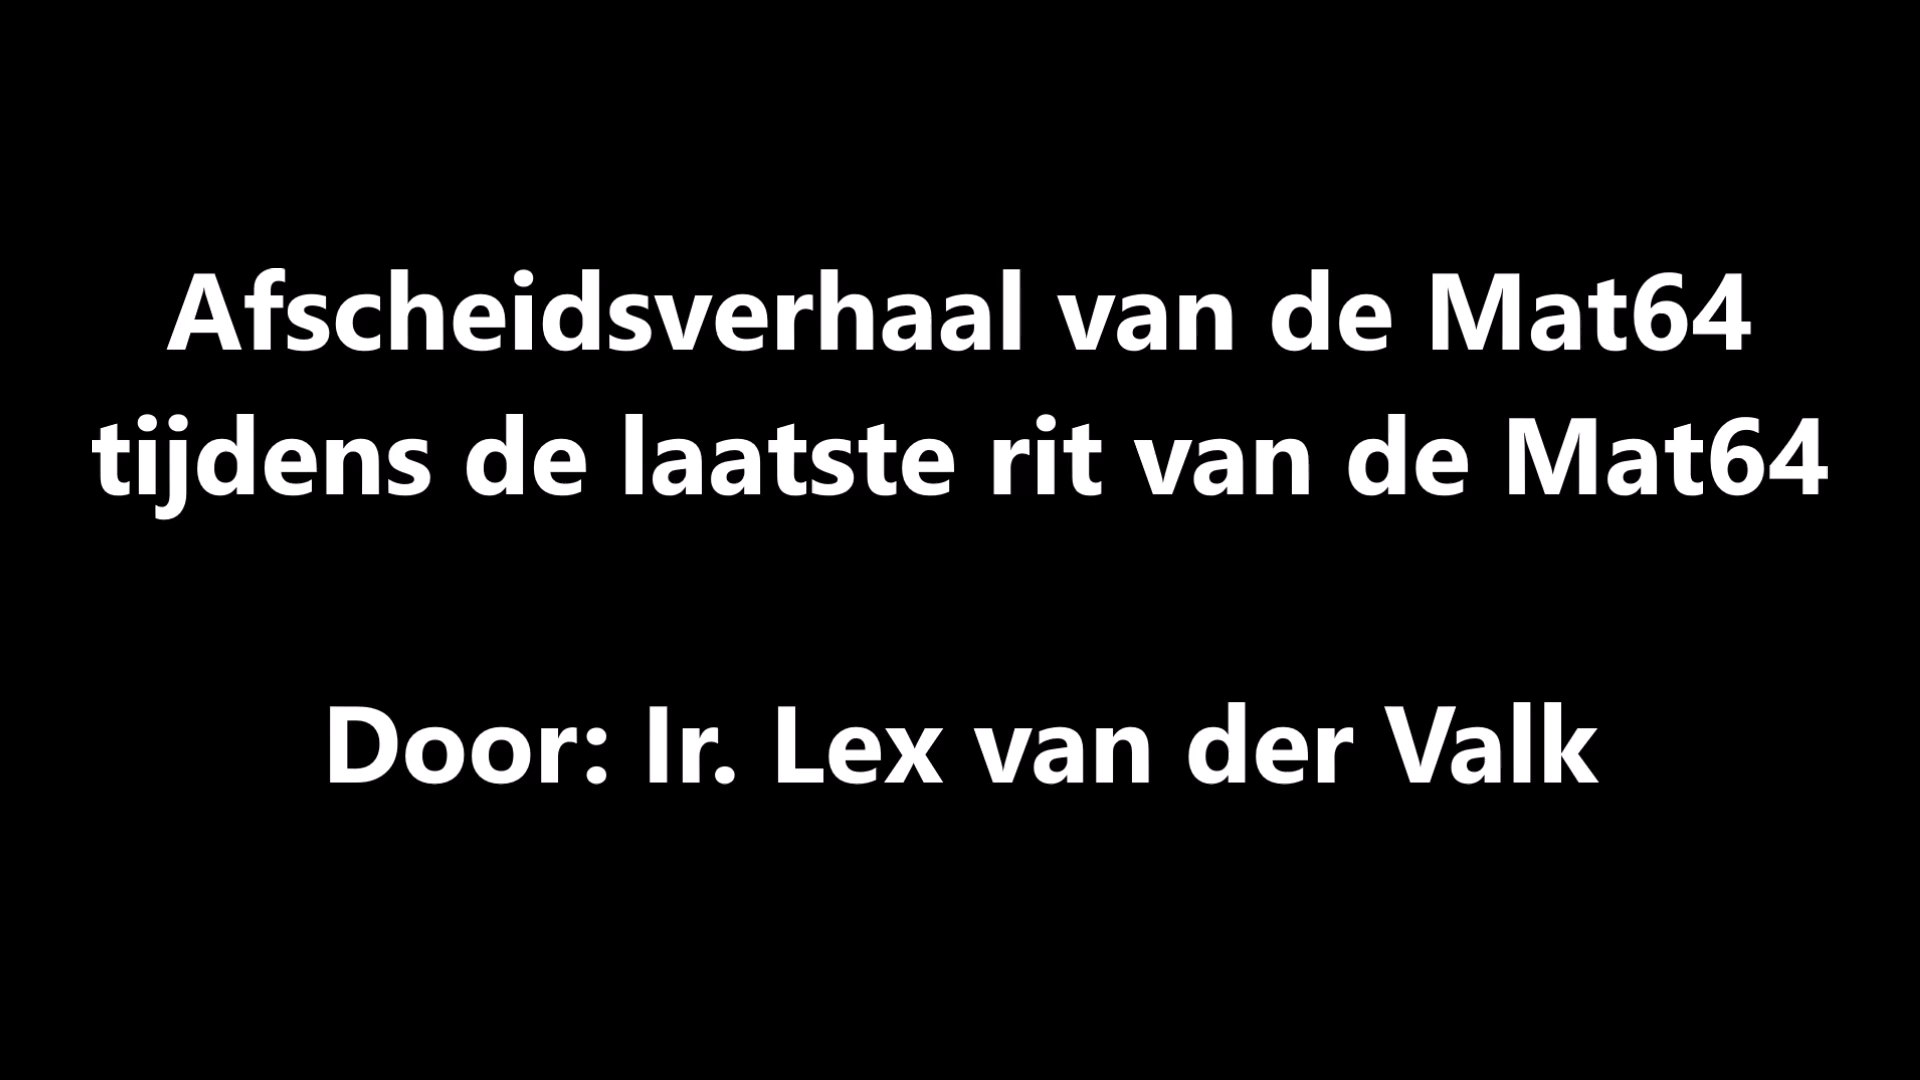 Afscheidsverhaal van de Mat64
tijdens de laatste rit van de Mat64
Door: Ir. Lex van der Valk